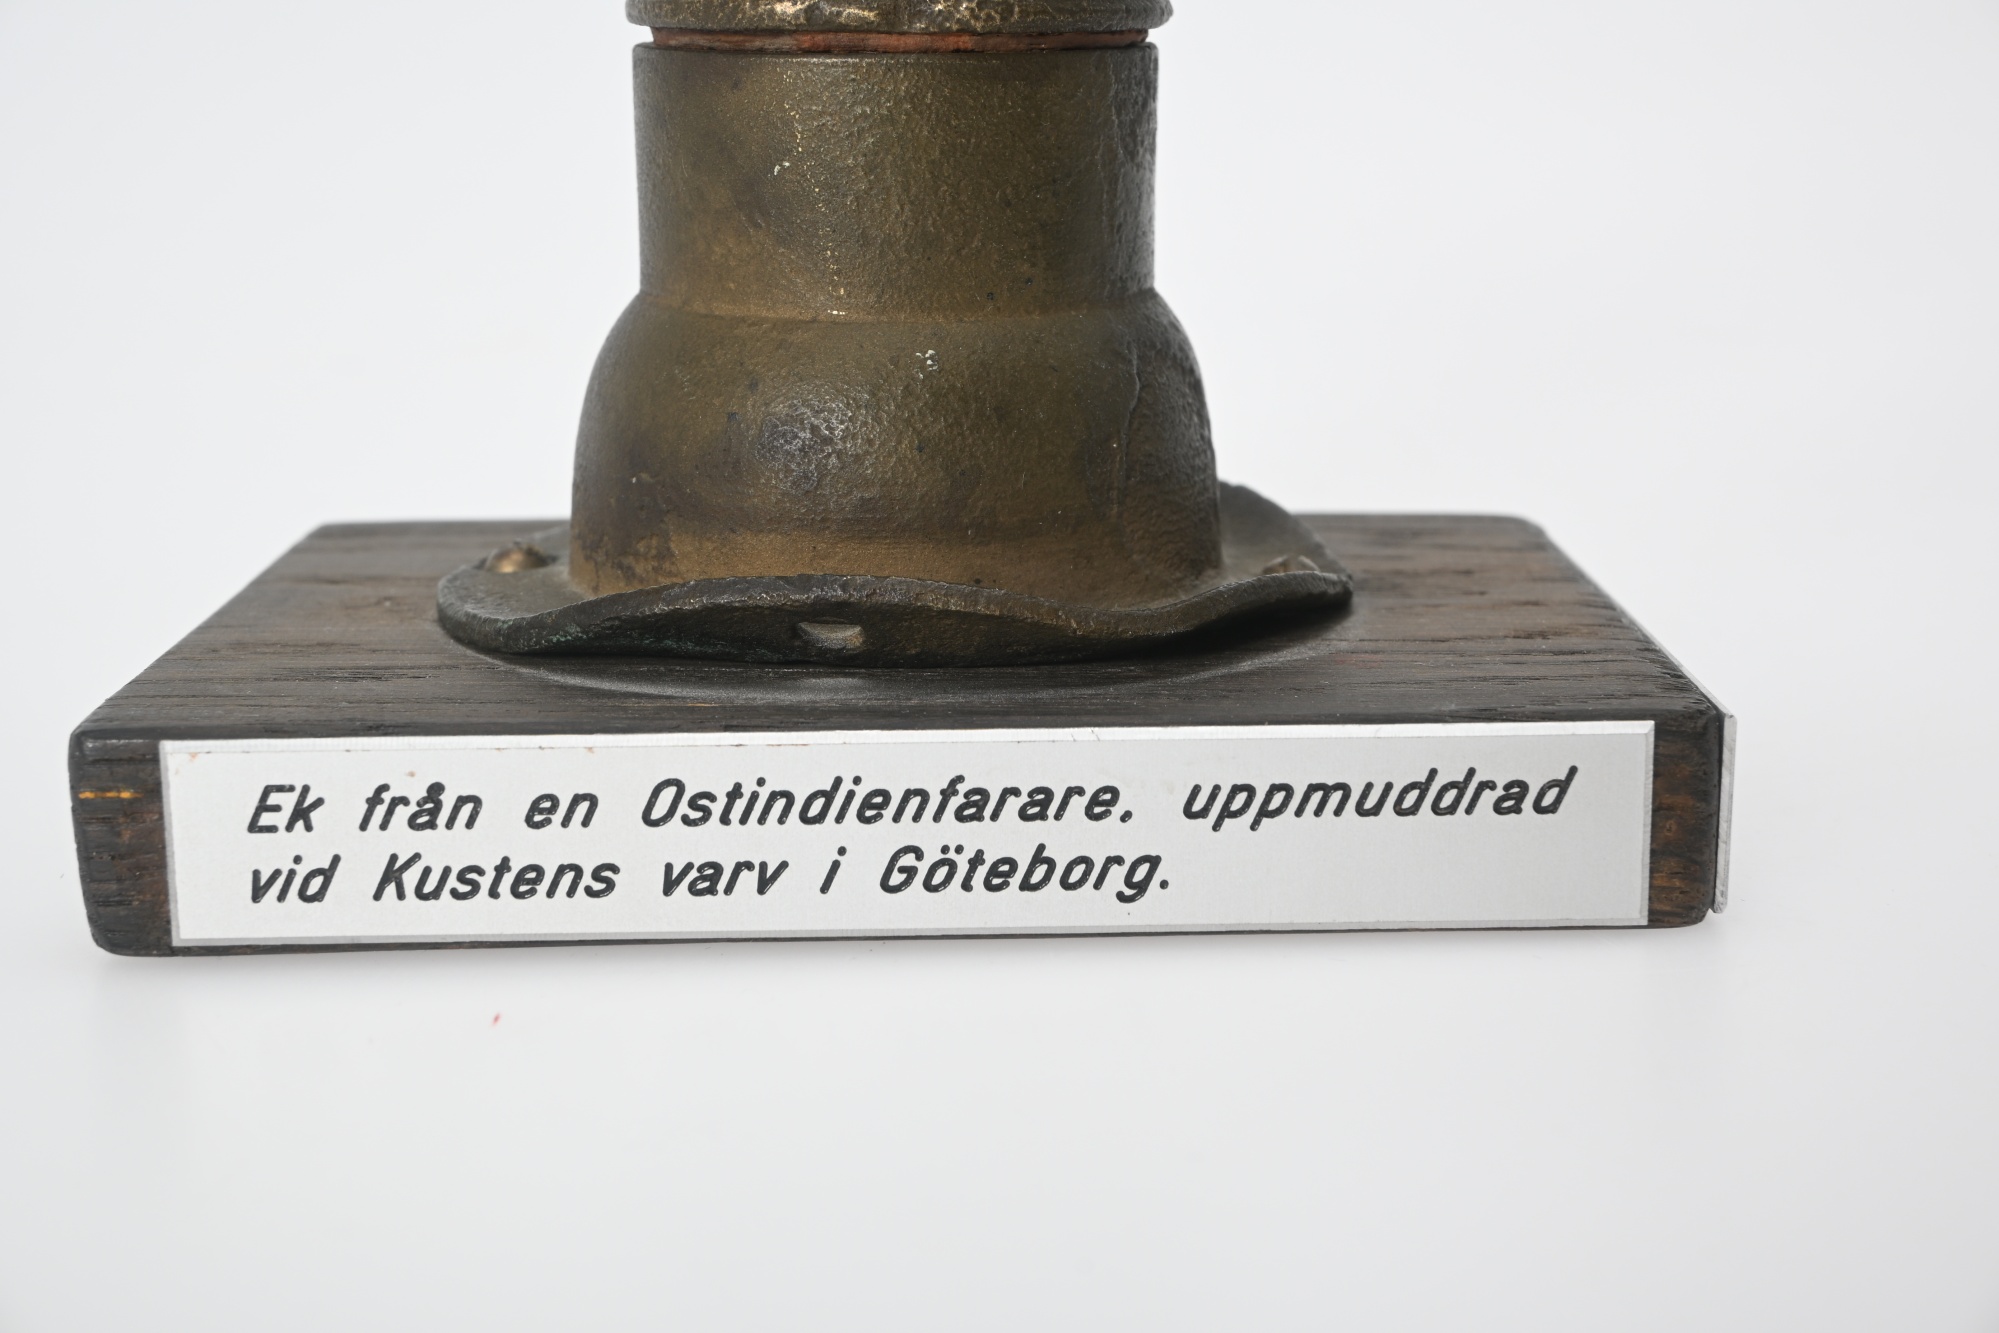 Ek från en Ostindienfarare. uppmuddrad
vid Kustens varv i Göteborg.